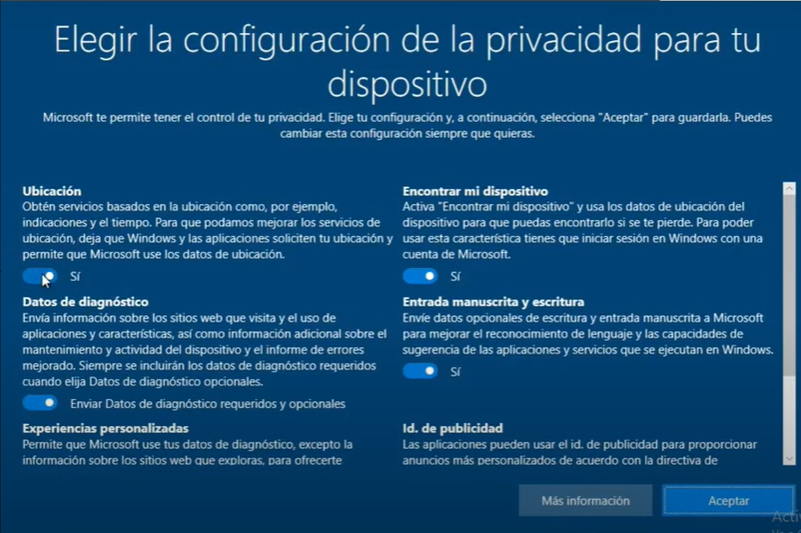 Elegir la configuración de la privacidad para tu
dispositivo
Microsoft te permite tener el control de tu privacidad. Elige tu configuración y, a continuación, selecciona "Aceptar" para guardarla. Puedes
cambiar esta configuración siempre que quieras.
Ubicación
Obtén servicios basados en la ubicación como, por ejemplo,
indicaciones y el tiempo. Para que podamos mejorar los servicios de
ubicación, deja que Windows y las aplicaciones soliciten tu ubicación y
permite que Microsoft use los datos de ubicación.
Sí
Datos de diagnóstico
Envía información sobre los sitios web que visita y el uso de
aplicaciones y características, así como información adicional sobre el
mantenimiento y actividad del dispositivo y el informe de errores
mejorado. Siempre se incluirán los datos de diagnóstico requeridos
cuando elija Datos de diagnóstico opcionales.
Enviar Datos de diagnóstico requeridos y opcionales
Experiencias personalizadas
Permite que Microsoft use tus datos de diagnóstico, excepto la
información sobre los sitios web que exploras, para ofrecerte
Encontrar mi dispositivo
Activa "Encontrar mi dispositivo" y usa los datos de ubicación del
dispositivo para que puedas encontrarlo si se te pierde. Para poder
usar esta característica tienes que iniciar sesión en Windows con una
cuenta de Microsoft.
Sí
Entrada manuscrita y escritura
Envíe datos opcionales de escritura y entrada manuscrita a Microsoft
para mejorar el reconocimiento de lenguaje y las capacidades de
sugerencia de las aplicaciones y servicios que se ejecutan en Windows.
Sí
Id. de publicidad
Las aplicaciones pueden usar el id. de publicidad para proporcionar
anuncios más personalizados de acuerdo con la directiva de
Más información
Aceptar